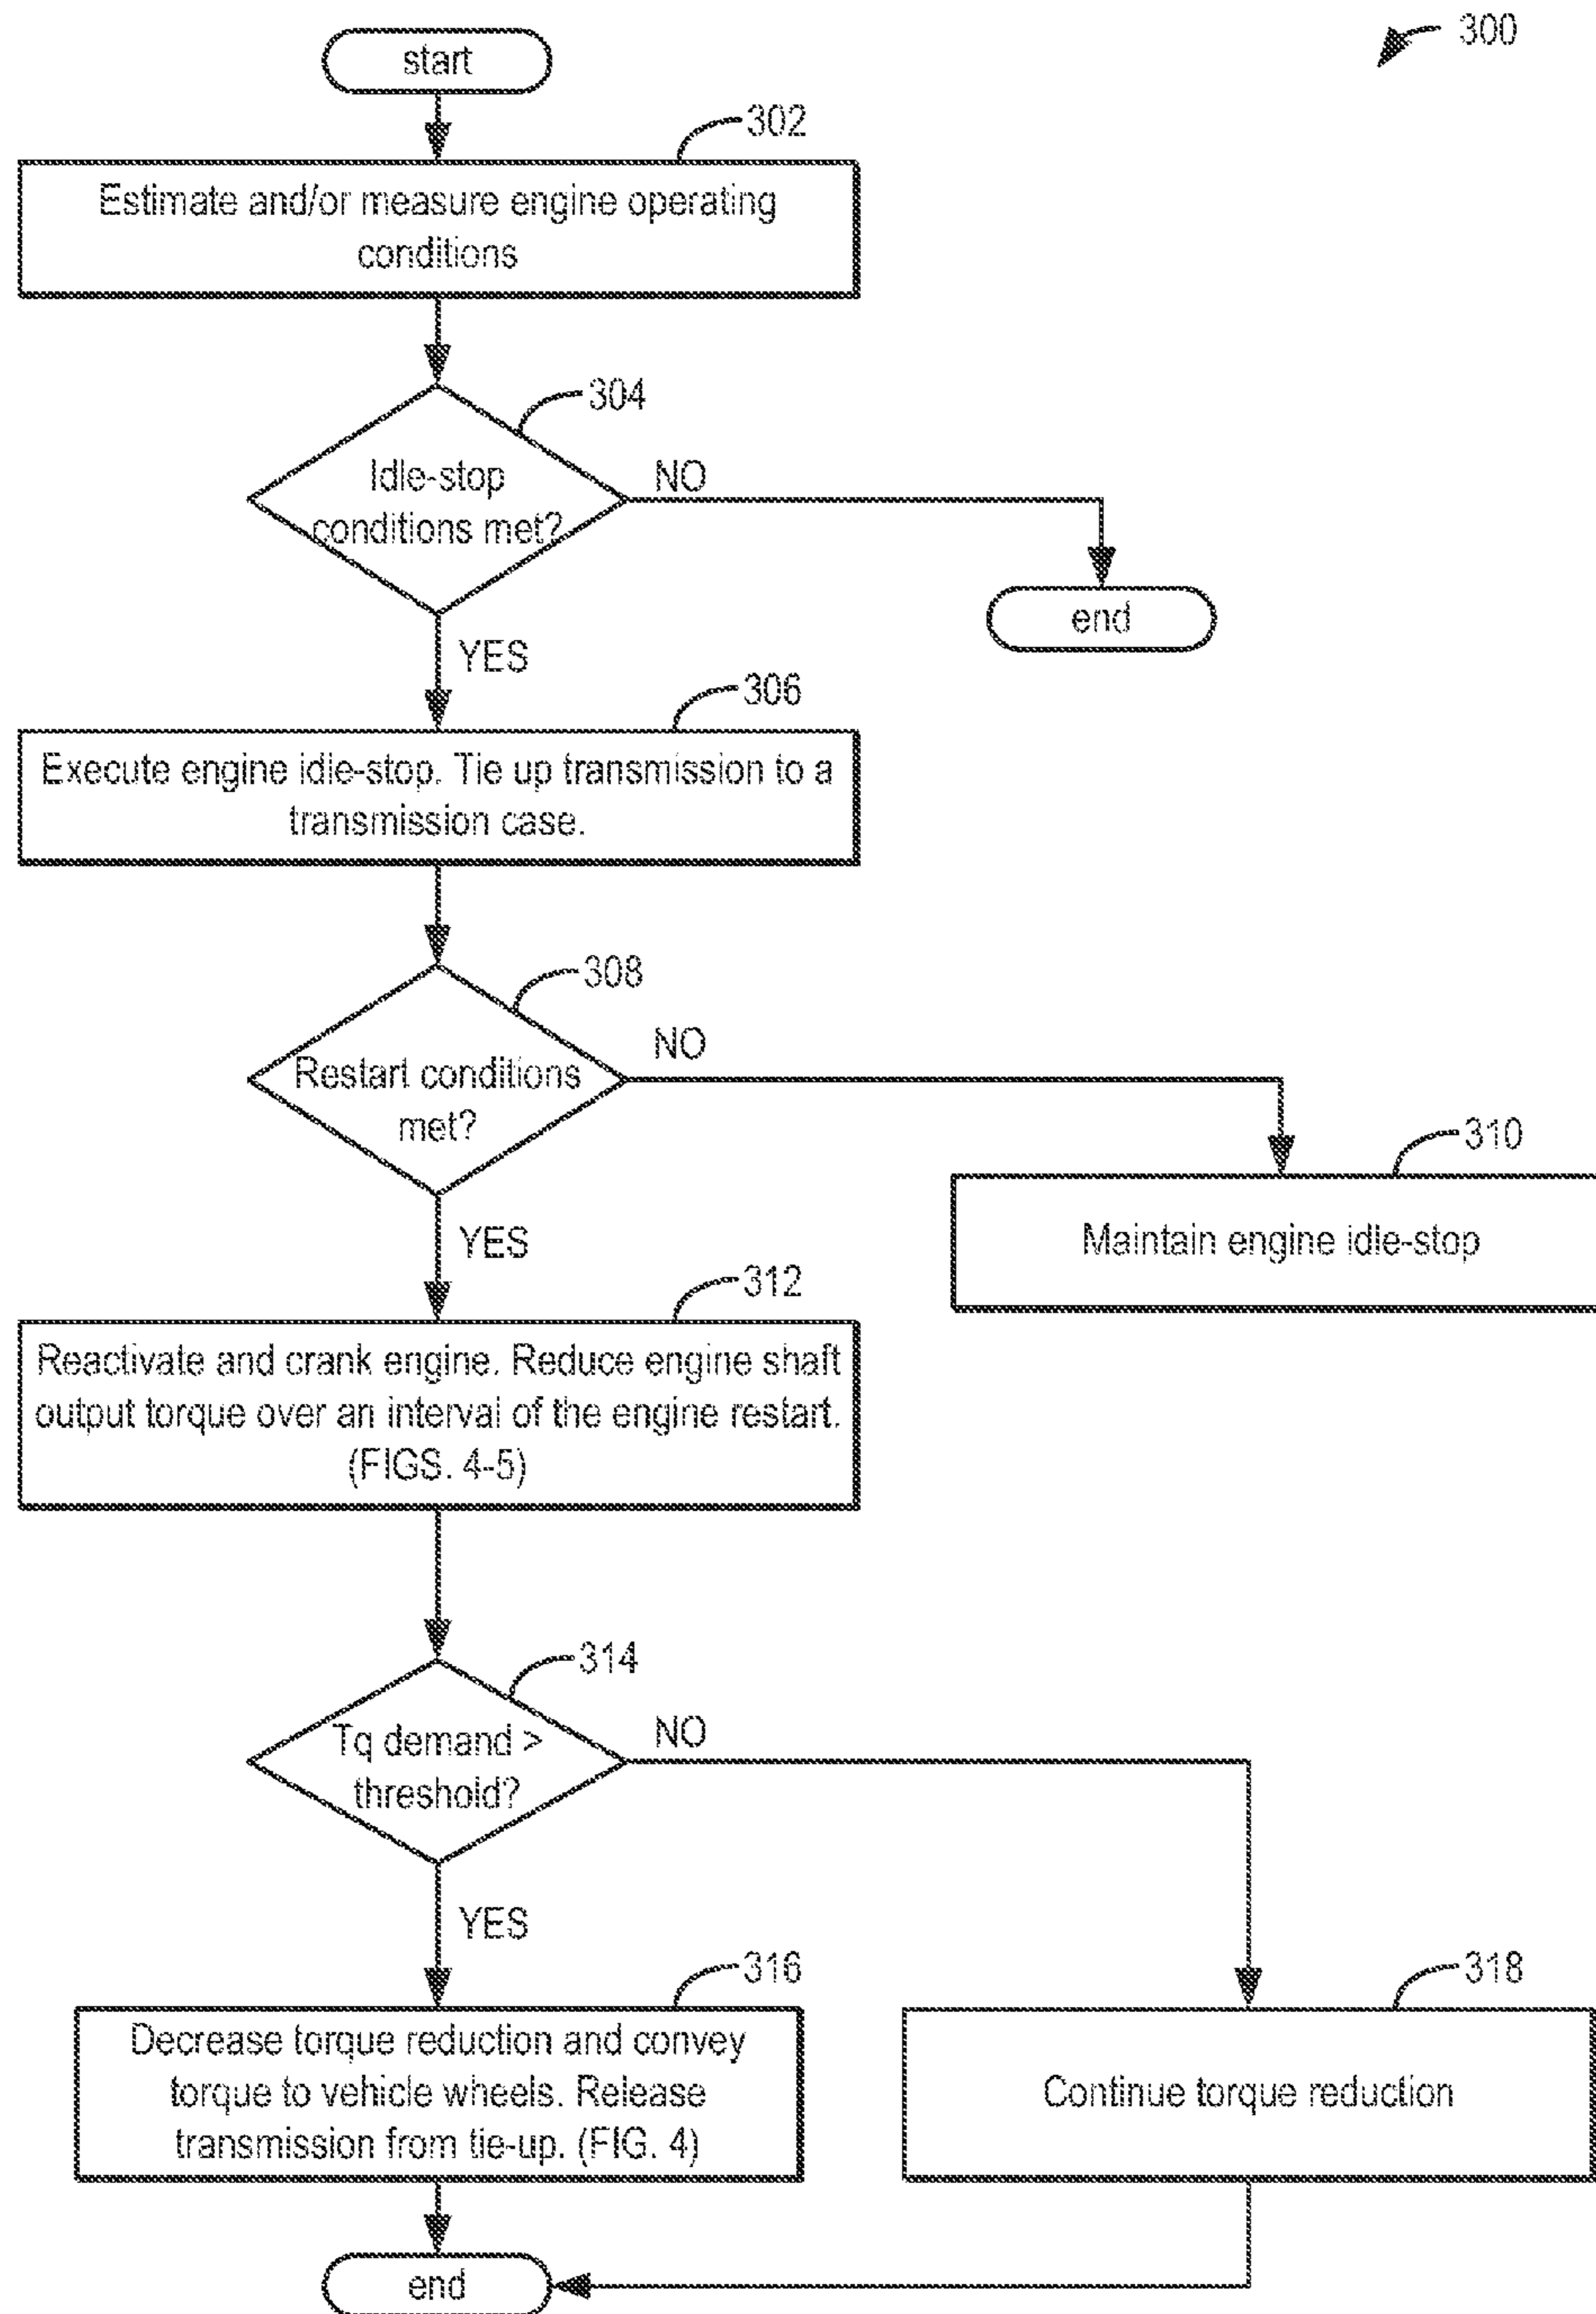 300
start
302
Estimate and/or measure engine operating
conditions
304
Idle-stop
conditions met?
NO
end
YES
306
Execute engine idle-stop. Tie up transmission to a
transmission case.
308
Restart conditions
met?
NO
310
Maintain engine idle-stop
YES
312
Reactivate and crank engine. Reduce engine shaft
output torque over an interval of the engine restart.
(FIGS. 4-5)
314
Tq demand >
threshold?
NO
YES
316
Decrease torque reduction and convey
torque to vehicle wheels. Release
transmission from tie-up. (FIG. 4)
318
Continue torque reduction
end